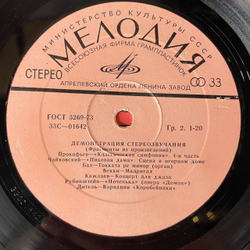 МИНИСТЕРСТВО КУЛЬТУРЫ СССР
МЕЛОДИЯ
ВСЕСОЮЗНАЯ ФИРМА ГРАМПЛАСТИНОК
СТЕРЕО
33
АПРЕЛЕВСКИЙ ОРДЕНА ЛЕНИНА ЗАВОД
ГОСТ 5289-73
33С—01642
Гр. 2. 1-20
ДЕМОНСТРАЦИЯ СТЕРЕОЗВУЧАНИЯ
(Фрагменты из произведений)
Прокофьев—«Классическая симфония», 4-я часть
Чайковский—«Пиковая дама» Сцена в игорном доме
Бах—Токката ре минор (орган)
Векки—Мадригал
Кажлаев—Концерт для джаза
Рубинштейн—«Ноченька» (опера «Демон»)
Дитель—Вариации «Коробейники»